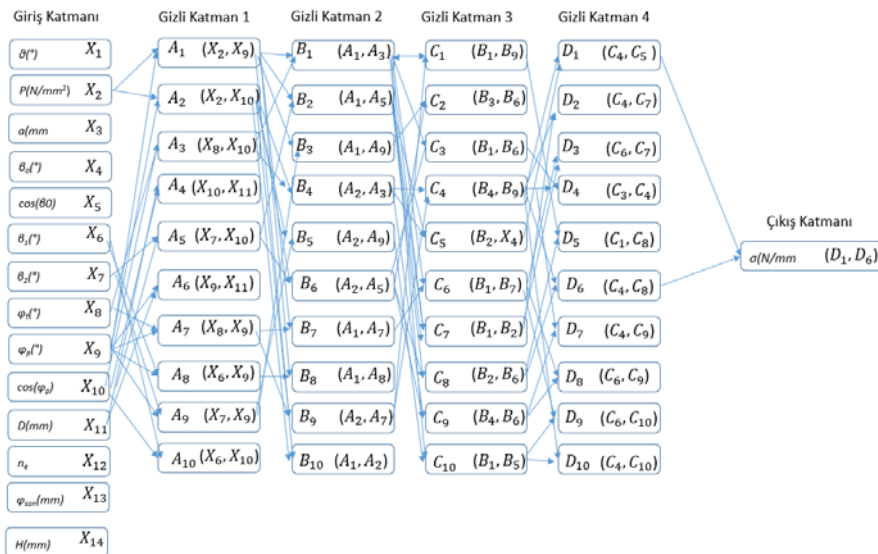 Giriş Katmanı
Gizli Katman 1
Gizli Katman 2
Gizli Katman 3
Gizli Katman 4
Çıkış Katmanı
ϑ(°) X₁
P(N/mm²) X₂
a(mm X₃
β₀(°) X₄
cos(β0) X₅
β₁(°) X₆
β₂(°) X₇
X₈
φₚ(°) X₉
cos(φₚ) X₁₀
D(mm) X₁₁
X₁₂
X₁₃
H(mm) X₁₄
A₁ (X₂, X₉)
A₂ (X₂, X₁₀)
A₃ (X₈, X₁₀)
A₄ (X₁₀, X₁₁)
A₅ (X₇, X₁₀)
A₆ (X₉, X₁₁)
A₇ (X₈, X₉)
A₈ (X₆, X₉)
A₉ (X₇, X₉)
A₁₀ (X₆, X₁₀)
B₁ (A₁, A₃)
B₂ (A₁, A₅)
B₃ (A₁, A₉)
B₄ (A₂, A₃)
B₅ (A₂, A₉)
B₆ (A₂, A₅)
B₇ (A₁, A₇)
B₈ (A₁, A₈)
B₉ (A₂, A₇)
B₁₀ (A₁, A₂)
C₁ (B₁, B₉)
C₂ (B₃, B₆)
C₃ (B₁, B₆)
C₄ (B₄, B₉)
C₅ (B₂, X₄)
C₆ (B₁, B₇)
C₇ (B₁, B₂)
C₈ (B₂, B₆)
C₉ (B₄, B₆)
C₁₀ (B₁, B₅)
D₁ (C₄, C₅)
D₂ (C₄, C₇)
D₃ (C₆, C₇)
D₄ (C₃, C₄)
D₅ (C₁, C₈)
D₆ (C₄, C₈)
D₇ (C₄, C₉)
D₈ (C₆, C₉)
D₉ (C₆, C₁₀)
D₁₀ (C₄, C₁₀)
σ(N/mm (D₁, D₆)